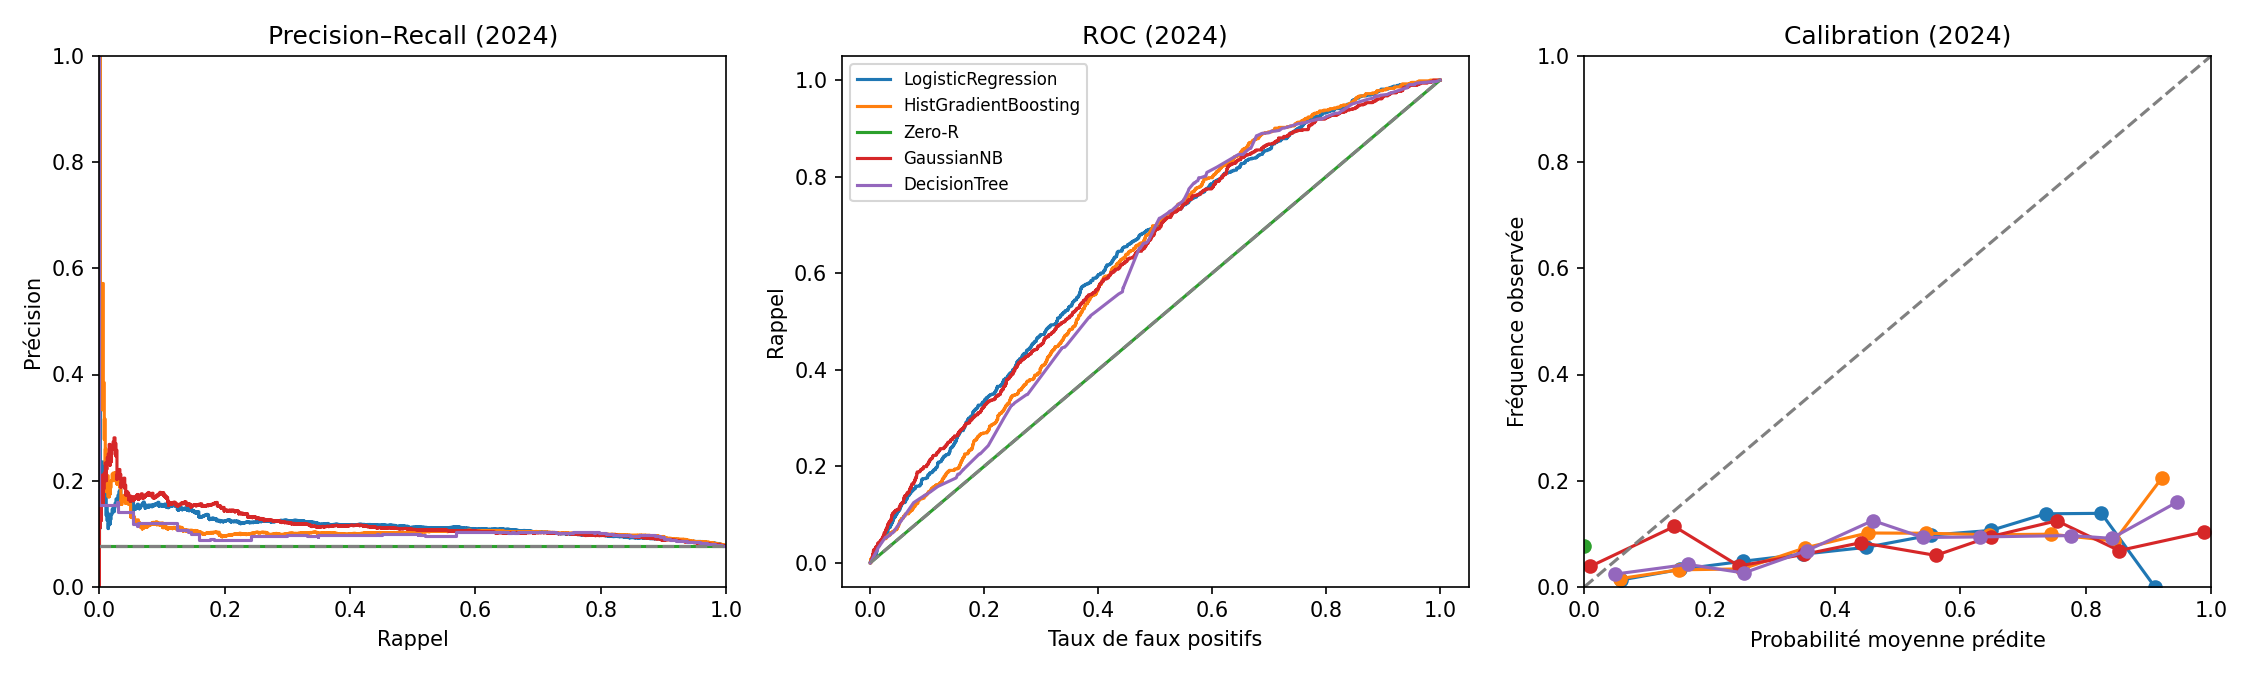 Precision–Recall (2024)
1.0
0.8
0.6
0.4
0.2
0.0
Précision
0.0 0.2 0.4 0.6 0.8 1.0
Rappel
ROC (2024)
LogisticRegression
HistGradientBoosting
Zero-R
GaussianNB
DecisionTree
1.0
0.8
0.6
0.4
0.2
0.0
Rappel
0.0 0.2 0.4 0.6 0.8 1.0
Taux de faux positifs
Calibration (2024)
1.0
0.8
0.6
0.4
0.2
0.0
Fréquence observée
0.0 0.2 0.4 0.6 0.8 1.0
Probabilité moyenne prédite